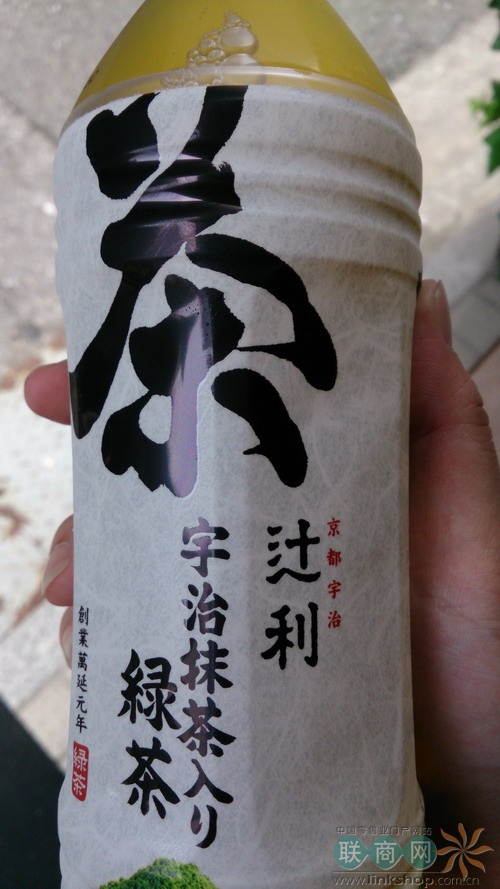 茶
京都宇治
辻利
宇治抹茶入り
緑茶
創業萬延元年
緑茶
中国零售业门户网站
联商网
www.linkshop.com.cn